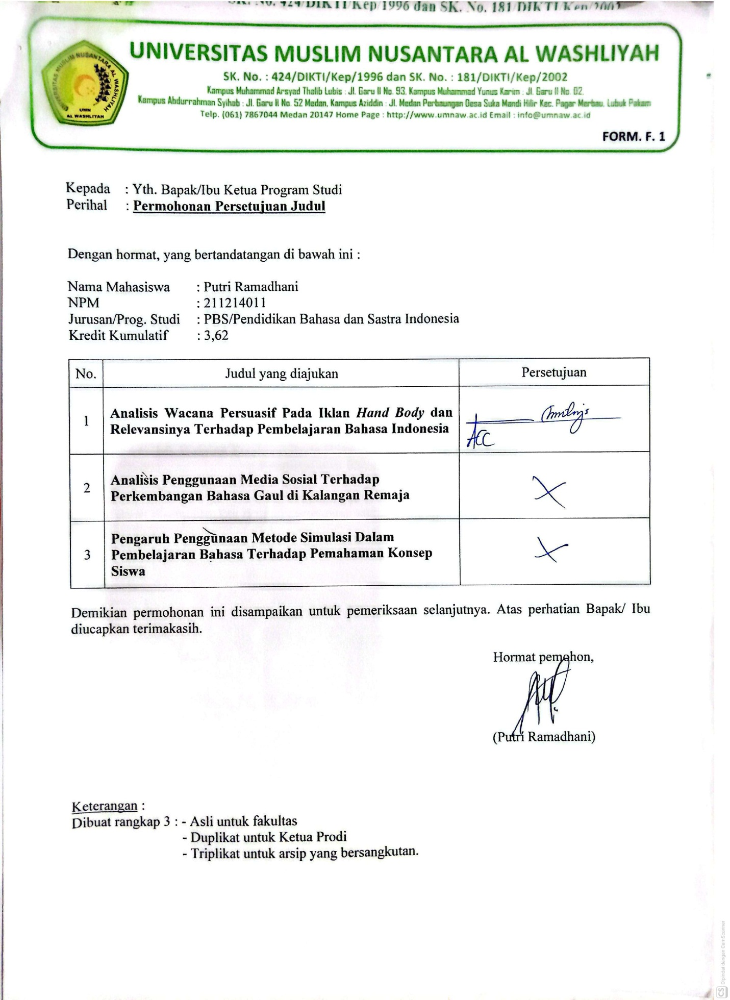 SK. No. 424/DIKTI/Kep/1996 dan SK. No. 181/DIKTI/Kep/2002
UNIVERSITAS MUSLIM NUSANTARA AL WASHLIYAH
UNIVERSITAS MUSLIM NUSANTARA AL WASHLIYAH
UMN
AL WASHLIYAH
SK. No. : 424/DIKTI/Kep/1996 dan SK. No. : 181/DIKTI/Kep/2002
Kampus Muhammad Arsyad Thalib Lubis : Jl. Garu II No. 93, Kampus Muhammad Yunus Karim : Jl. Garu II No. 02,
Kampus Abdurrahman Syihab : Jl. Garu II No. 52 Medan, Kampus Aziddin : Jl. Medan Perbaungan Desa Suka Mandi Hilir Kec. Pagar Merbau, Lubuk Pakam
Telp. (061) 7867044 Medan 20147 Home Page : http://www.umnaw.ac.id Email : info@umnaw.ac.id
FORM. F. 1
Kepada : Yth. Bapak/Ibu Ketua Program Studi
Perihal : Permohonan Persetujuan Judul
Dengan hormat, yang bertandatangan di bawah ini :
Nama Mahasiswa : Putri Ramadhani
NPM : 211214011
Jurusan/Prog. Studi : PBS/Pendidikan Bahasa dan Sastra Indonesia
Kredit Kumulatif : 3,62
No. Judul yang diajukan Persetujuan
1 Analisis Wacana Persuasif Pada Iklan Hand Body dan
Relevansinya Terhadap Pembelajaran Bahasa Indonesia
ACC
2 Analisis Penggunaan Media Sosial Terhadap
Perkembangan Bahasa Gaul di Kalangan Remaja
3 Pengaruh Penggunaan Metode Simulasi Dalam
Pembelajaran Bahasa Terhadap Pemahaman Konsep
Siswa
Demikian permohonan ini disampaikan untuk pemeriksaan selanjutnya. Atas perhatian Bapak/ Ibu
diucapkan terimakasih.
Hormat pemohon,
(Putri Ramadhani)
Keterangan :
Dibuat rangkap 3 : - Asli untuk fakultas
- Duplikat untuk Ketua Prodi
- Triplikat untuk arsip yang bersangkutan.
CS Dipindai dengan CamScanner